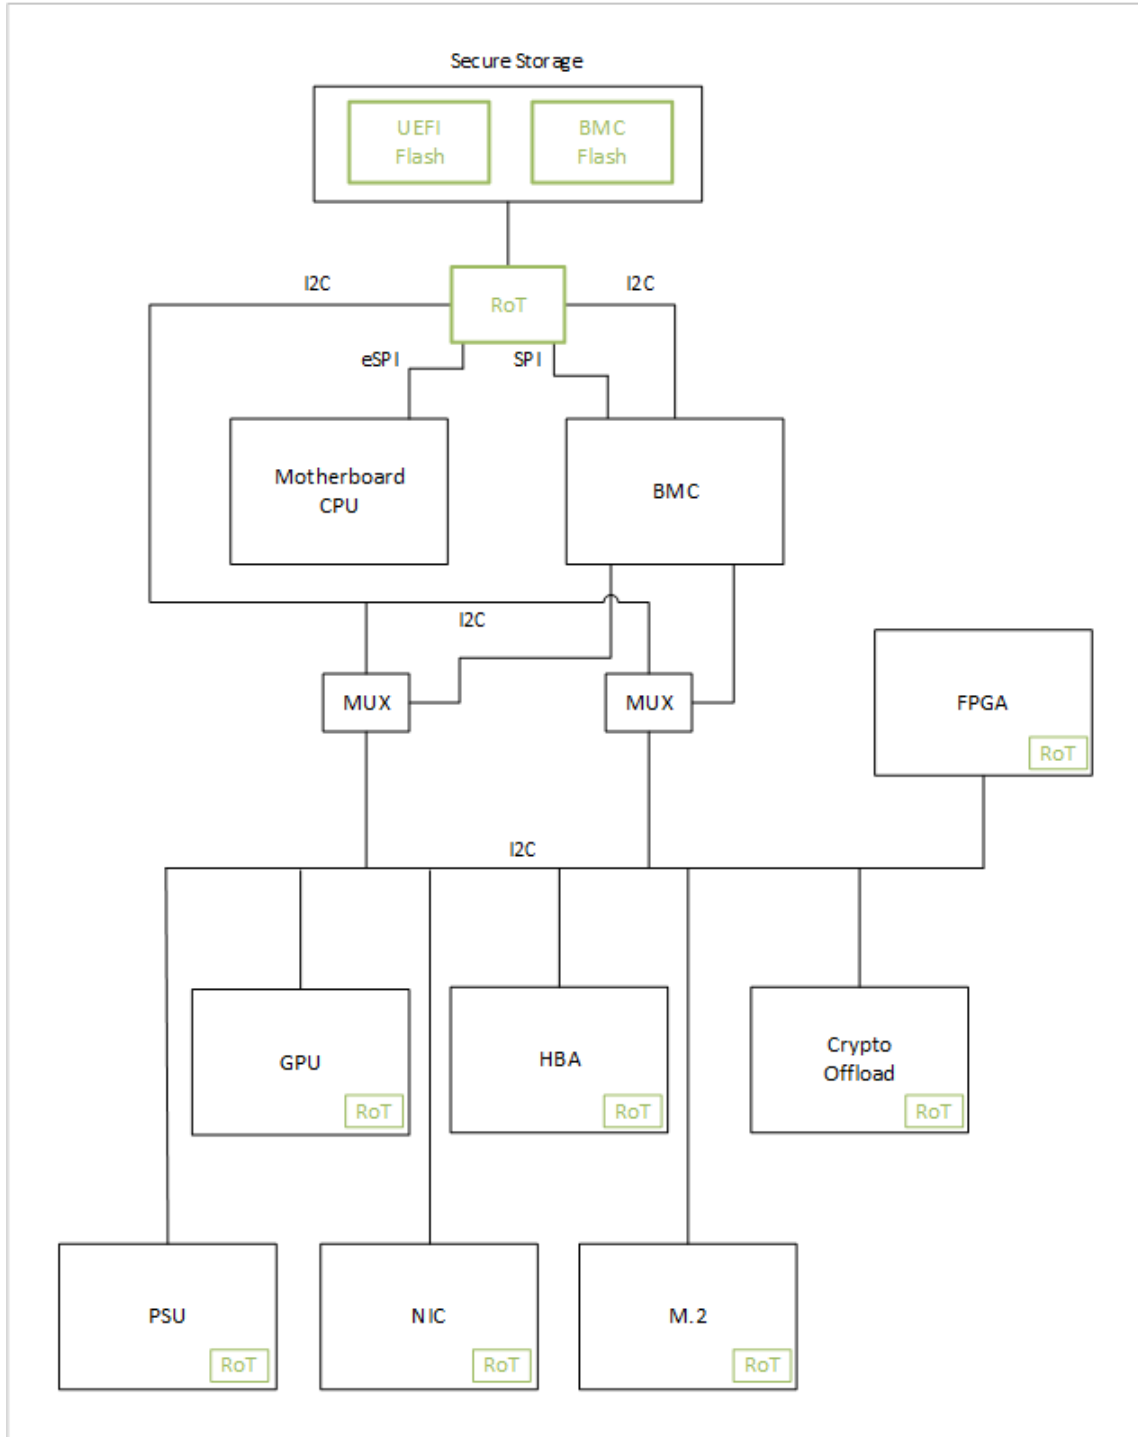 Secure Storage
UEFI
Flash
BMC
Flash
I2C
RoT
I2C
eSPI
SPI
Motherboard
CPU
BMC
I2C
MUX
MUX
FPGA
RoT
I2C
GPU
RoT
HBA
RoT
Crypto
Offload
RoT
PSU
RoT
NIC
RoT
M.2
RoT